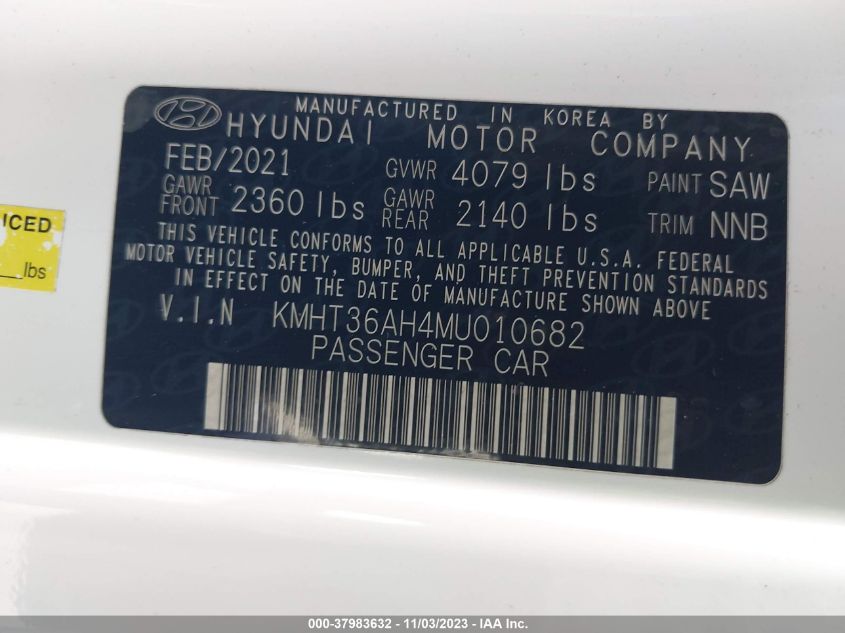 MANUFACTURED IN KOREA BY
HYUNDAI MOTOR COMPANY
FEB/2021 GVWR 4079 lbs PAINT SAW
GAWR FRONT 2360 lbs GAWR REAR 2140 lbs TRIM NNB
THIS VEHICLE CONFORMS TO ALL APPLICABLE U.S.A. FEDERAL
MOTOR VEHICLE SAFETY, BUMPER, AND THEFT PREVENTION STANDARDS
IN EFFECT ON THE DATE OF MANUFACTURE SHOWN ABOVE
V.I.N KMHT36AH4MU010682
PASSENGER CAR
ICED
lbs
000-37983632 - 11/03/2023 - Copyright IAA, Inc.